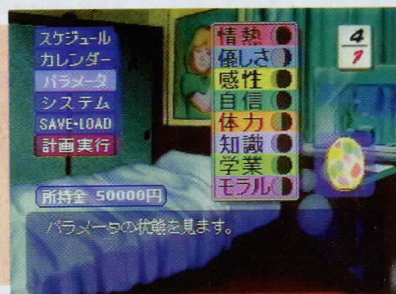 スケジュール
カレンダー
パラメータ
システム
SAVE-LOAD
計画実行
所持金 50000円
パラメータの状態を見ます。
情熱
優しさ
感性
自信
体力
知識
学業
モラル
4
1